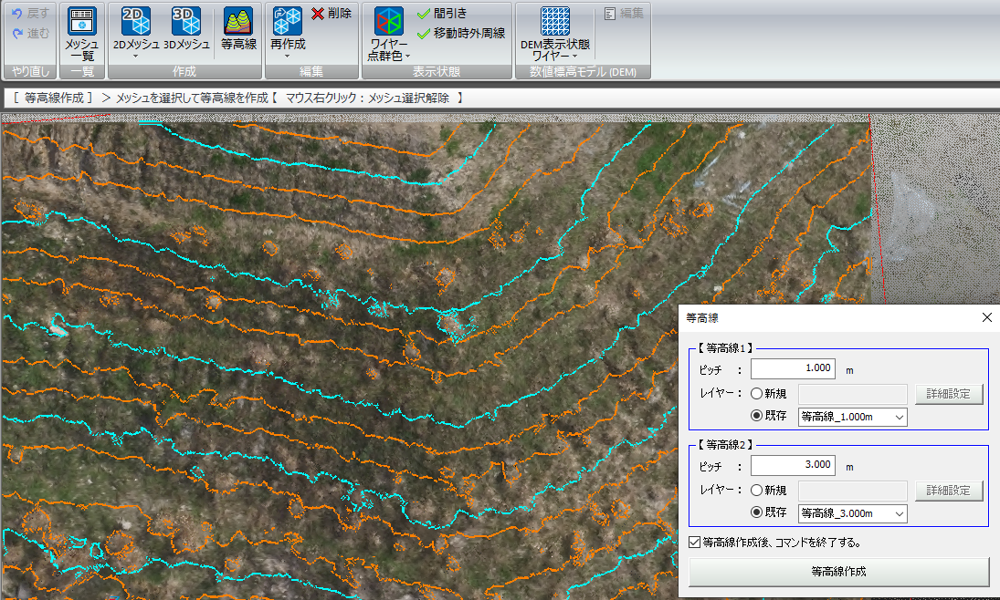 戻す
進む
やり直し
メッシュ
一覧
一覧
2D
2Dメッシュ
3D
3Dメッシュ
等高線
作成
再作成
削除
編集
ワイヤー
点群色
間引き
移動時外周線
表示状態
DEM表示状態
ワイヤー
編集
数値標高モデル (DEM)
[ 等高線作成 ] > メッシュを選択して等高線を作成【 マウス右クリック : メッシュ選択解除 】
等高線
【 等高線1 】
ピッチ : 1.000 m
レイヤー : 新規 詳細設定
既存 等高線_1.000m
【 等高線2 】
ピッチ : 3.000 m
レイヤー : 新規 詳細設定
既存 等高線_3.000m
等高線作成後、コマンドを終了する。
等高線作成